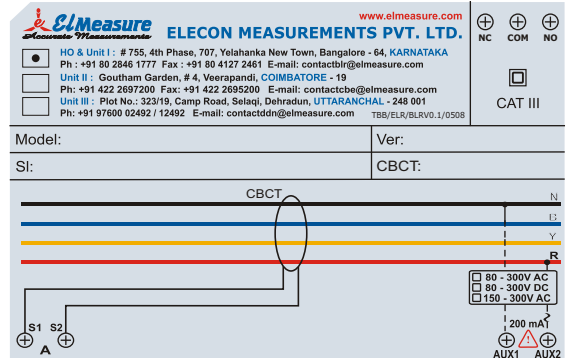 www.elmeasure.com
ElMeasure
Accurate Measurements
ELECON MEASUREMENTS PVT. LTD.
HO & Unit I : # 755, 4th Phase, 707, Yelahanka New Town, Bangalore - 64, KARNATAKA
Ph : +91 80 2846 1777 Fax : +91 80 4127 2461 E-mail: contactblr@elmeasure.com
Unit II : Goutham Garden, # 4, Veerapandi, COIMBATORE - 19
Ph: +91 422 2697200 Fax: +91 422 2695200 E-mail: contactcbe@elmeasure.com
Unit III : Plot No.: 323/19, Camp Road, Selaqi, Dehradun, UTTARANCHAL - 248 001
Ph: +91 97600 02492 / 12492 E-mail: contactddn@elmeasure.com
TBB/ELR/BLRV0.1/0508
NC COM NO
CAT III
Model: Ver:
Sl: CBCT:
CBCT
N
B
Y
R
80 - 300V AC
80 - 300V DC
150 - 300V AC
200 mA
S1 S2
A
AUX1 AUX2